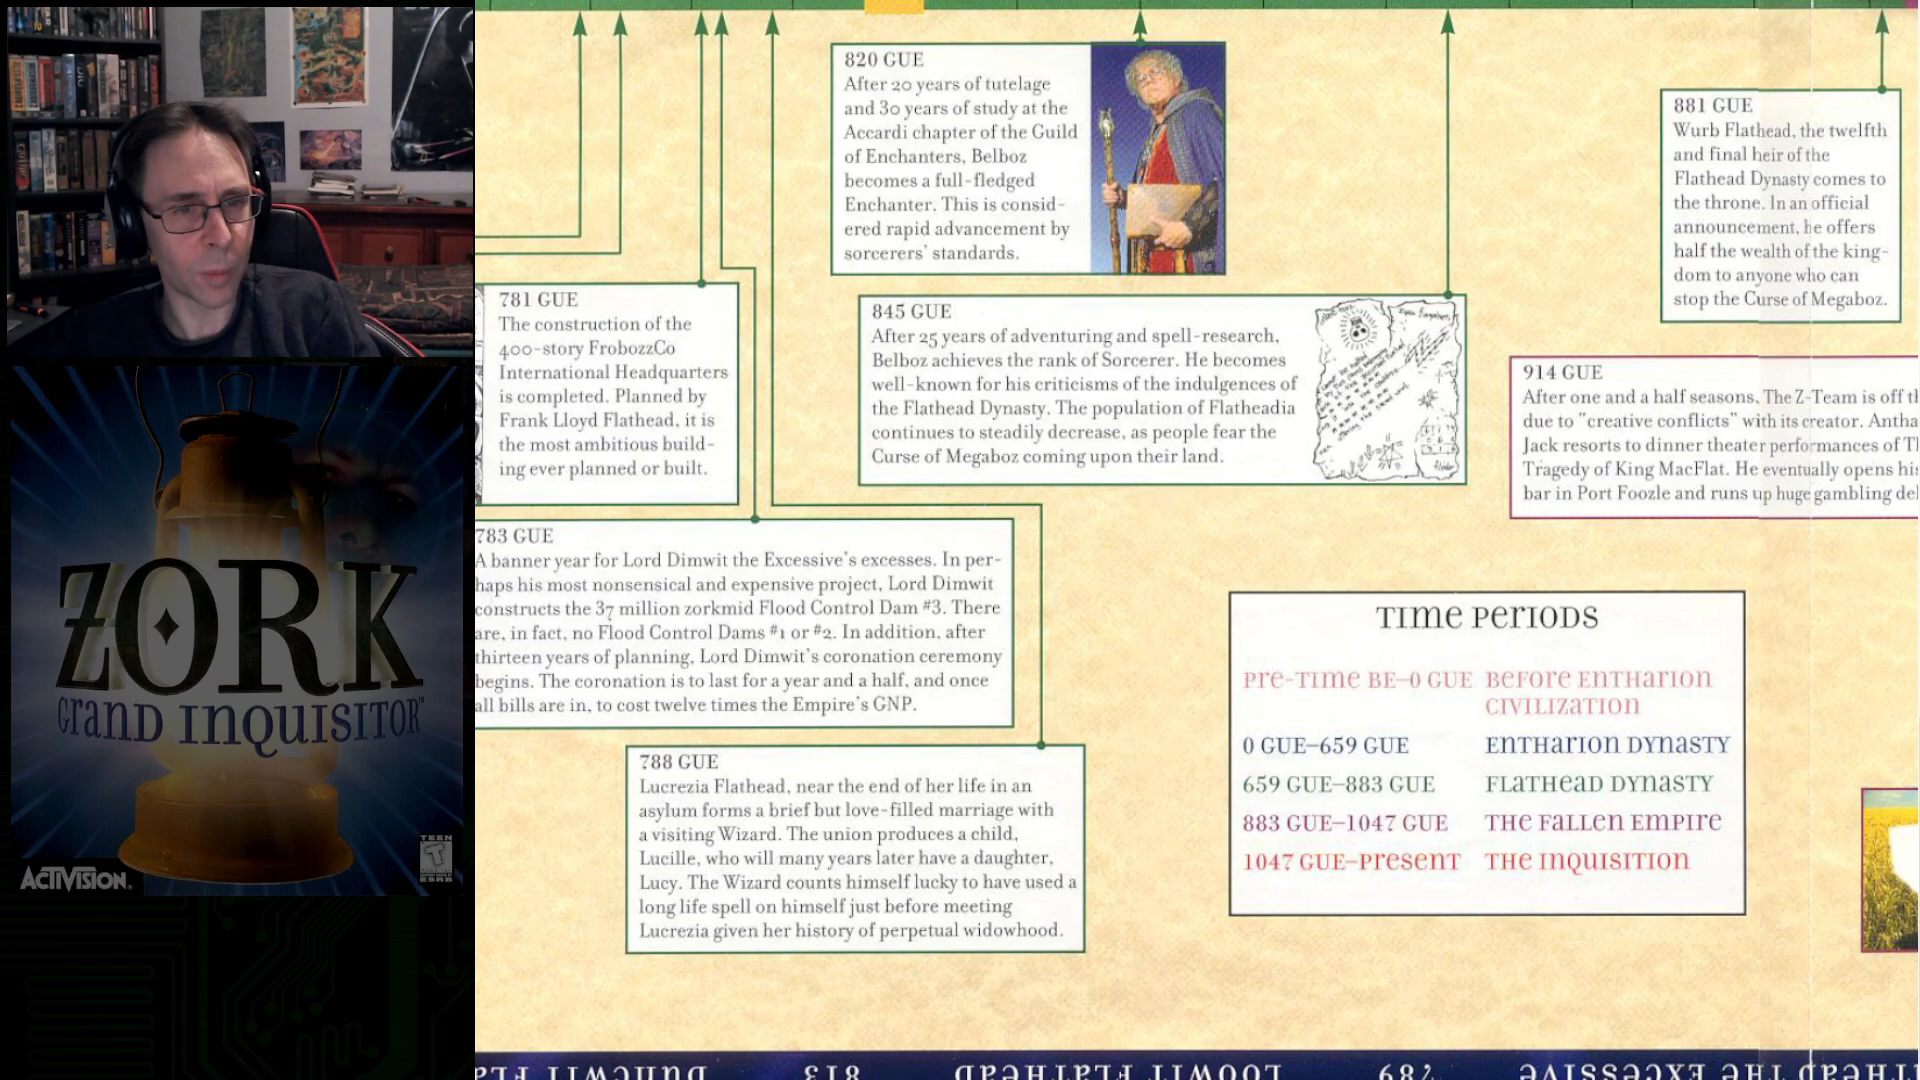 820 GUE
After 20 years of tutelage
and 30 years of study at the
Accardi chapter of the Guild
of Enchanters, Belboz
becomes a full-fledged
Enchanter. This is consid-
ered rapid advancement by
sorcerers' standards.
881 GUE
Wurb Flathead, the twelfth
and final heir of the
Flathead Dynasty comes to
the throne. In an official
announcement, he offers
half the wealth of the king-
dom to anyone who can
stop the Curse of Megaboz.
781 GUE
The construction of the
400-story FrobozzCo
International Headquarters
is completed. Planned by
Frank Lloyd Flathead, it is
the most ambitious build-
ing ever planned or built.
845 GUE
After 25 years of adventuring and spell-research,
Belboz achieves the rank of Sorcerer. He becomes
well-known for his criticisms of the indulgences of
the Flathead Dynasty. The population of Flatheadia
continues to steadily decrease, as people fear the
Curse of Megaboz coming upon their land.
914 GUE
After one and a half seasons, The Z-Team is off
due to "creative conflicts" with its creator. Antha
Jack resorts to dinner theater performances of
Tragedy of King MacFlat. He eventually opens his
bar in Port Foozle and runs up huge gambling
783 GUE
A banner year for Lord Dimwit the Excessive's excesses. In per-
haps his most nonsensical and expensive project, Lord Dimwit
constructs the 37 million zorkmid Flood Control Dam #3. There
are, in fact, no Flood Control Dams #1 or #2. In addition, after
thirteen years of planning, Lord Dimwit's coronation ceremony
begins. The coronation is to last for a year and a half, and once
all bills are in, to cost twelve times the Empire's GNP.
788 GUE
Lucrezia Flathead, near the end of her life in an
asylum forms a brief but love-filled marriage with
a visiting Wizard. The union produces a child,
Lucille, who will many years later have a daughter,
Lucy. The Wizard counts himself lucky to have used a
long life spell on himself just before meeting
Lucrezia given her history of perpetual widowhood.
Time Periods
Pre-Time BE–0 GUE Before Entharion
Civilization
0 GUE–659 GUE Entharion Dynasty
659 GUE–883 GUE Flathead Dynasty
883 GUE–1047 GUE The Fallen Empire
1047 GUE–Present The Inquisition
ZORK
GRAND INQUISITOR
ACTIVISION.
TEEN
T
ESRB
the Excessive
789
Loowit Flathead
813
Duncwit